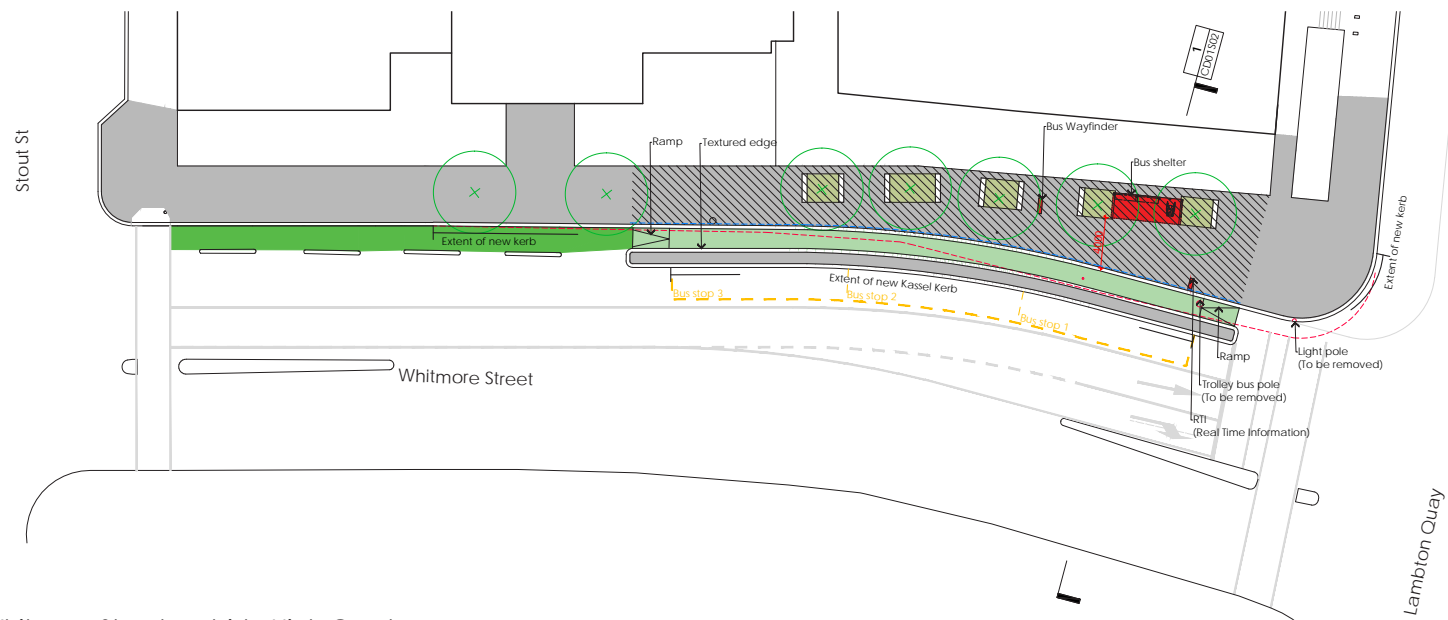 1
CD01S02
Stout St
Bus Wayfinder
Ramp
Textured edge
Bus shelter
Extent of new kerb
Extent of new kerb
Extent of new Kassel Kerb
Bus stop 3
Bus stop 2
Bus stop 1
Whitmore Street
Ramp
Light pole
(To be removed)
Trolley bus pole
(To be removed)
RTI
(Real Time Information)
Lambton Quay